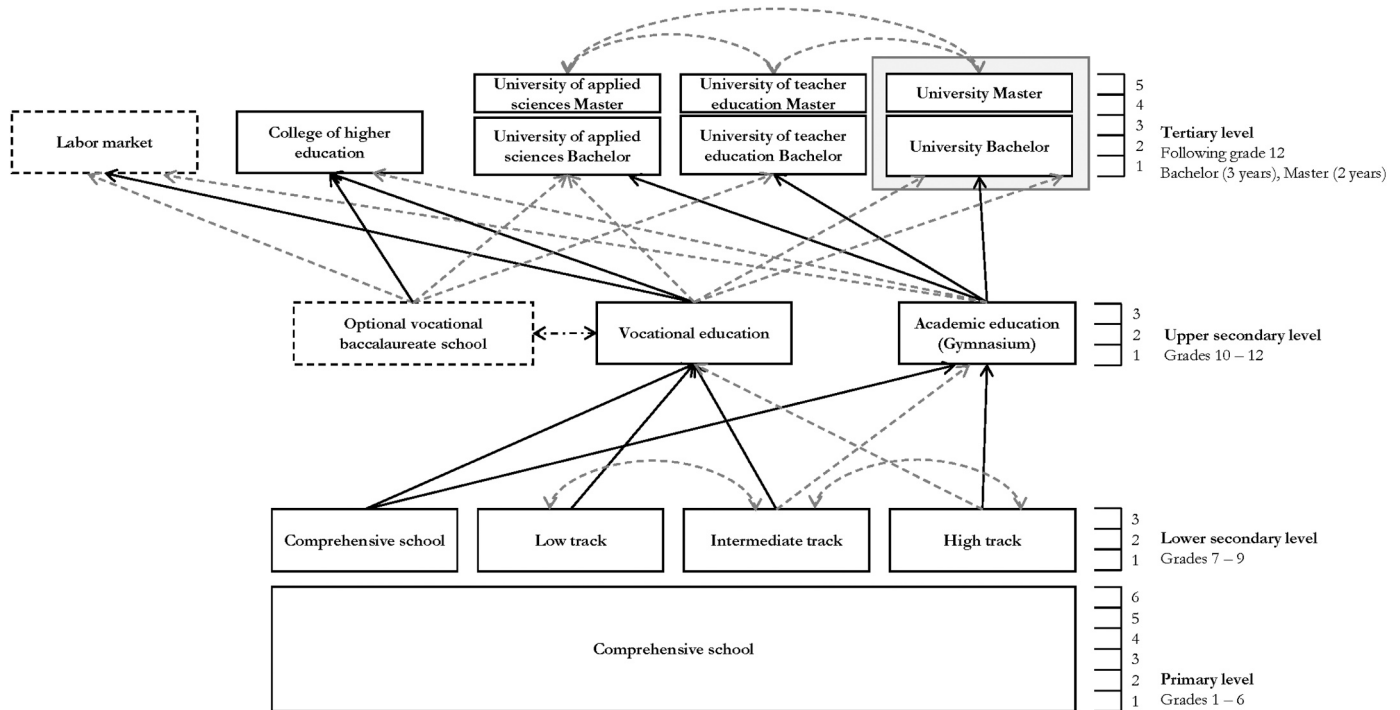 University of applied
sciences Master
University of teacher
education Master
University Master
5
4
3
2
1
Labor market
College of higher
education
University of applied
sciences Bachelor
University of teacher
education Bachelor
University Bachelor
Tertiary level
Following grade 12
Bachelor (3 years), Master (2 years)
Optional vocational
baccalaureate school
Vocational education
Academic education
(Gymnasium)
3
2
1
Upper secondary level
Grades 10 – 12
Comprehensive school
Low track
Intermediate track
High track
3
2
1
Lower secondary level
Grades 7 – 9
Comprehensive school
6
5
4
3
2
1
Primary level
Grades 1 – 6